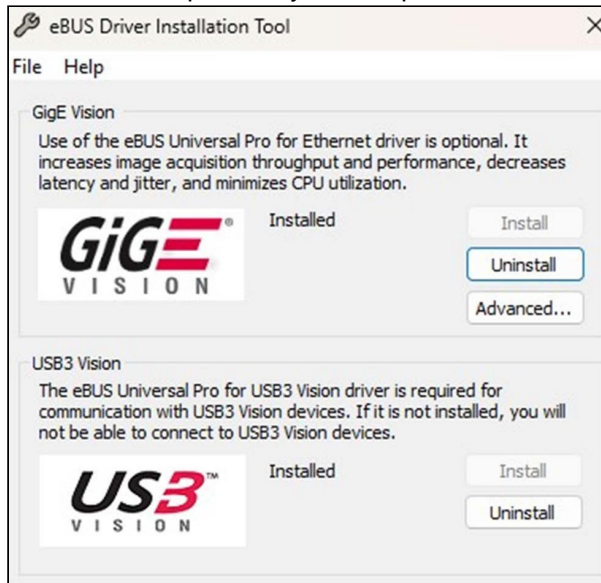 eBUS Driver Installation Tool
File Help
GigE Vision
Use of the eBUS Universal Pro for Ethernet driver is optional. It
increases image acquisition throughput and performance, decreases
latency and jitter, and minimizes CPU utilization.
GiGE®
VISION
Installed
Install
Uninstall
Advanced...
USB3 Vision
The eBUS Universal Pro for USB3 Vision driver is required for
communication with USB3 Vision devices. If it is not installed, you will
not be able to connect to USB3 Vision devices.
USB3™
VISION
Installed
Install
Uninstall